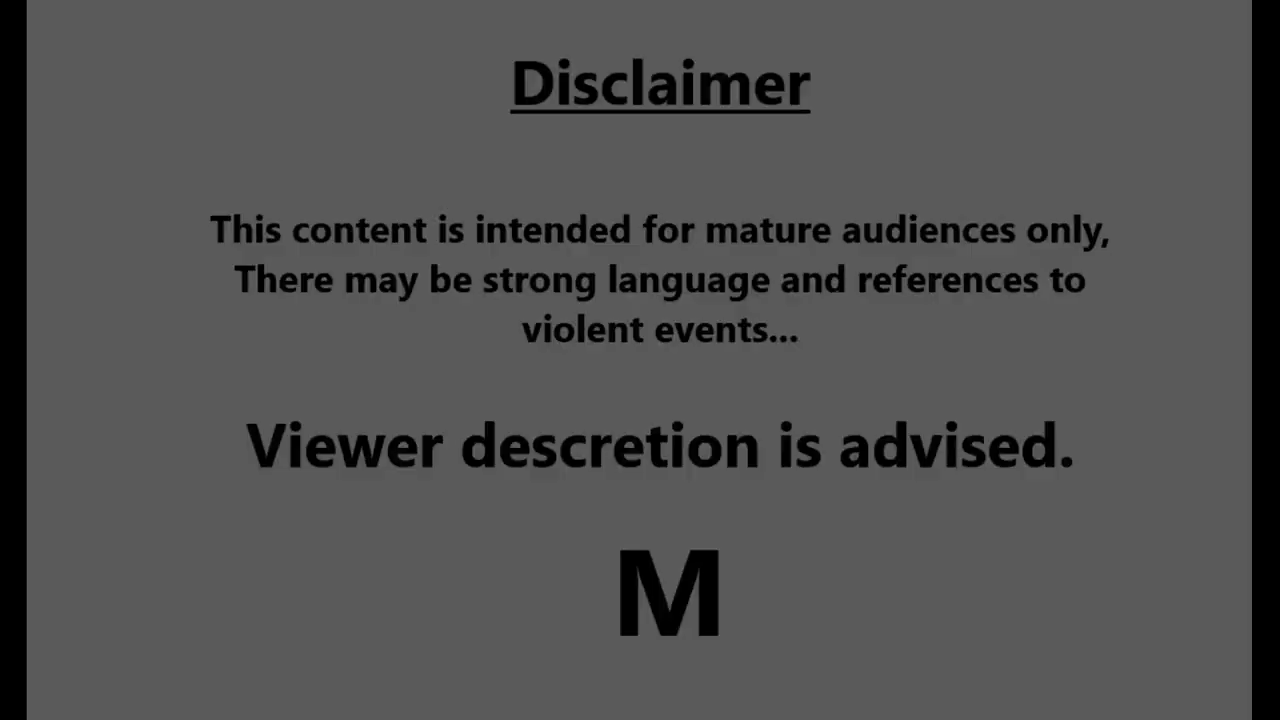 Disclaimer
This content is intended for mature audiences only,
There may be strong language and references to
violent events...
Viewer descretion is advised.
M